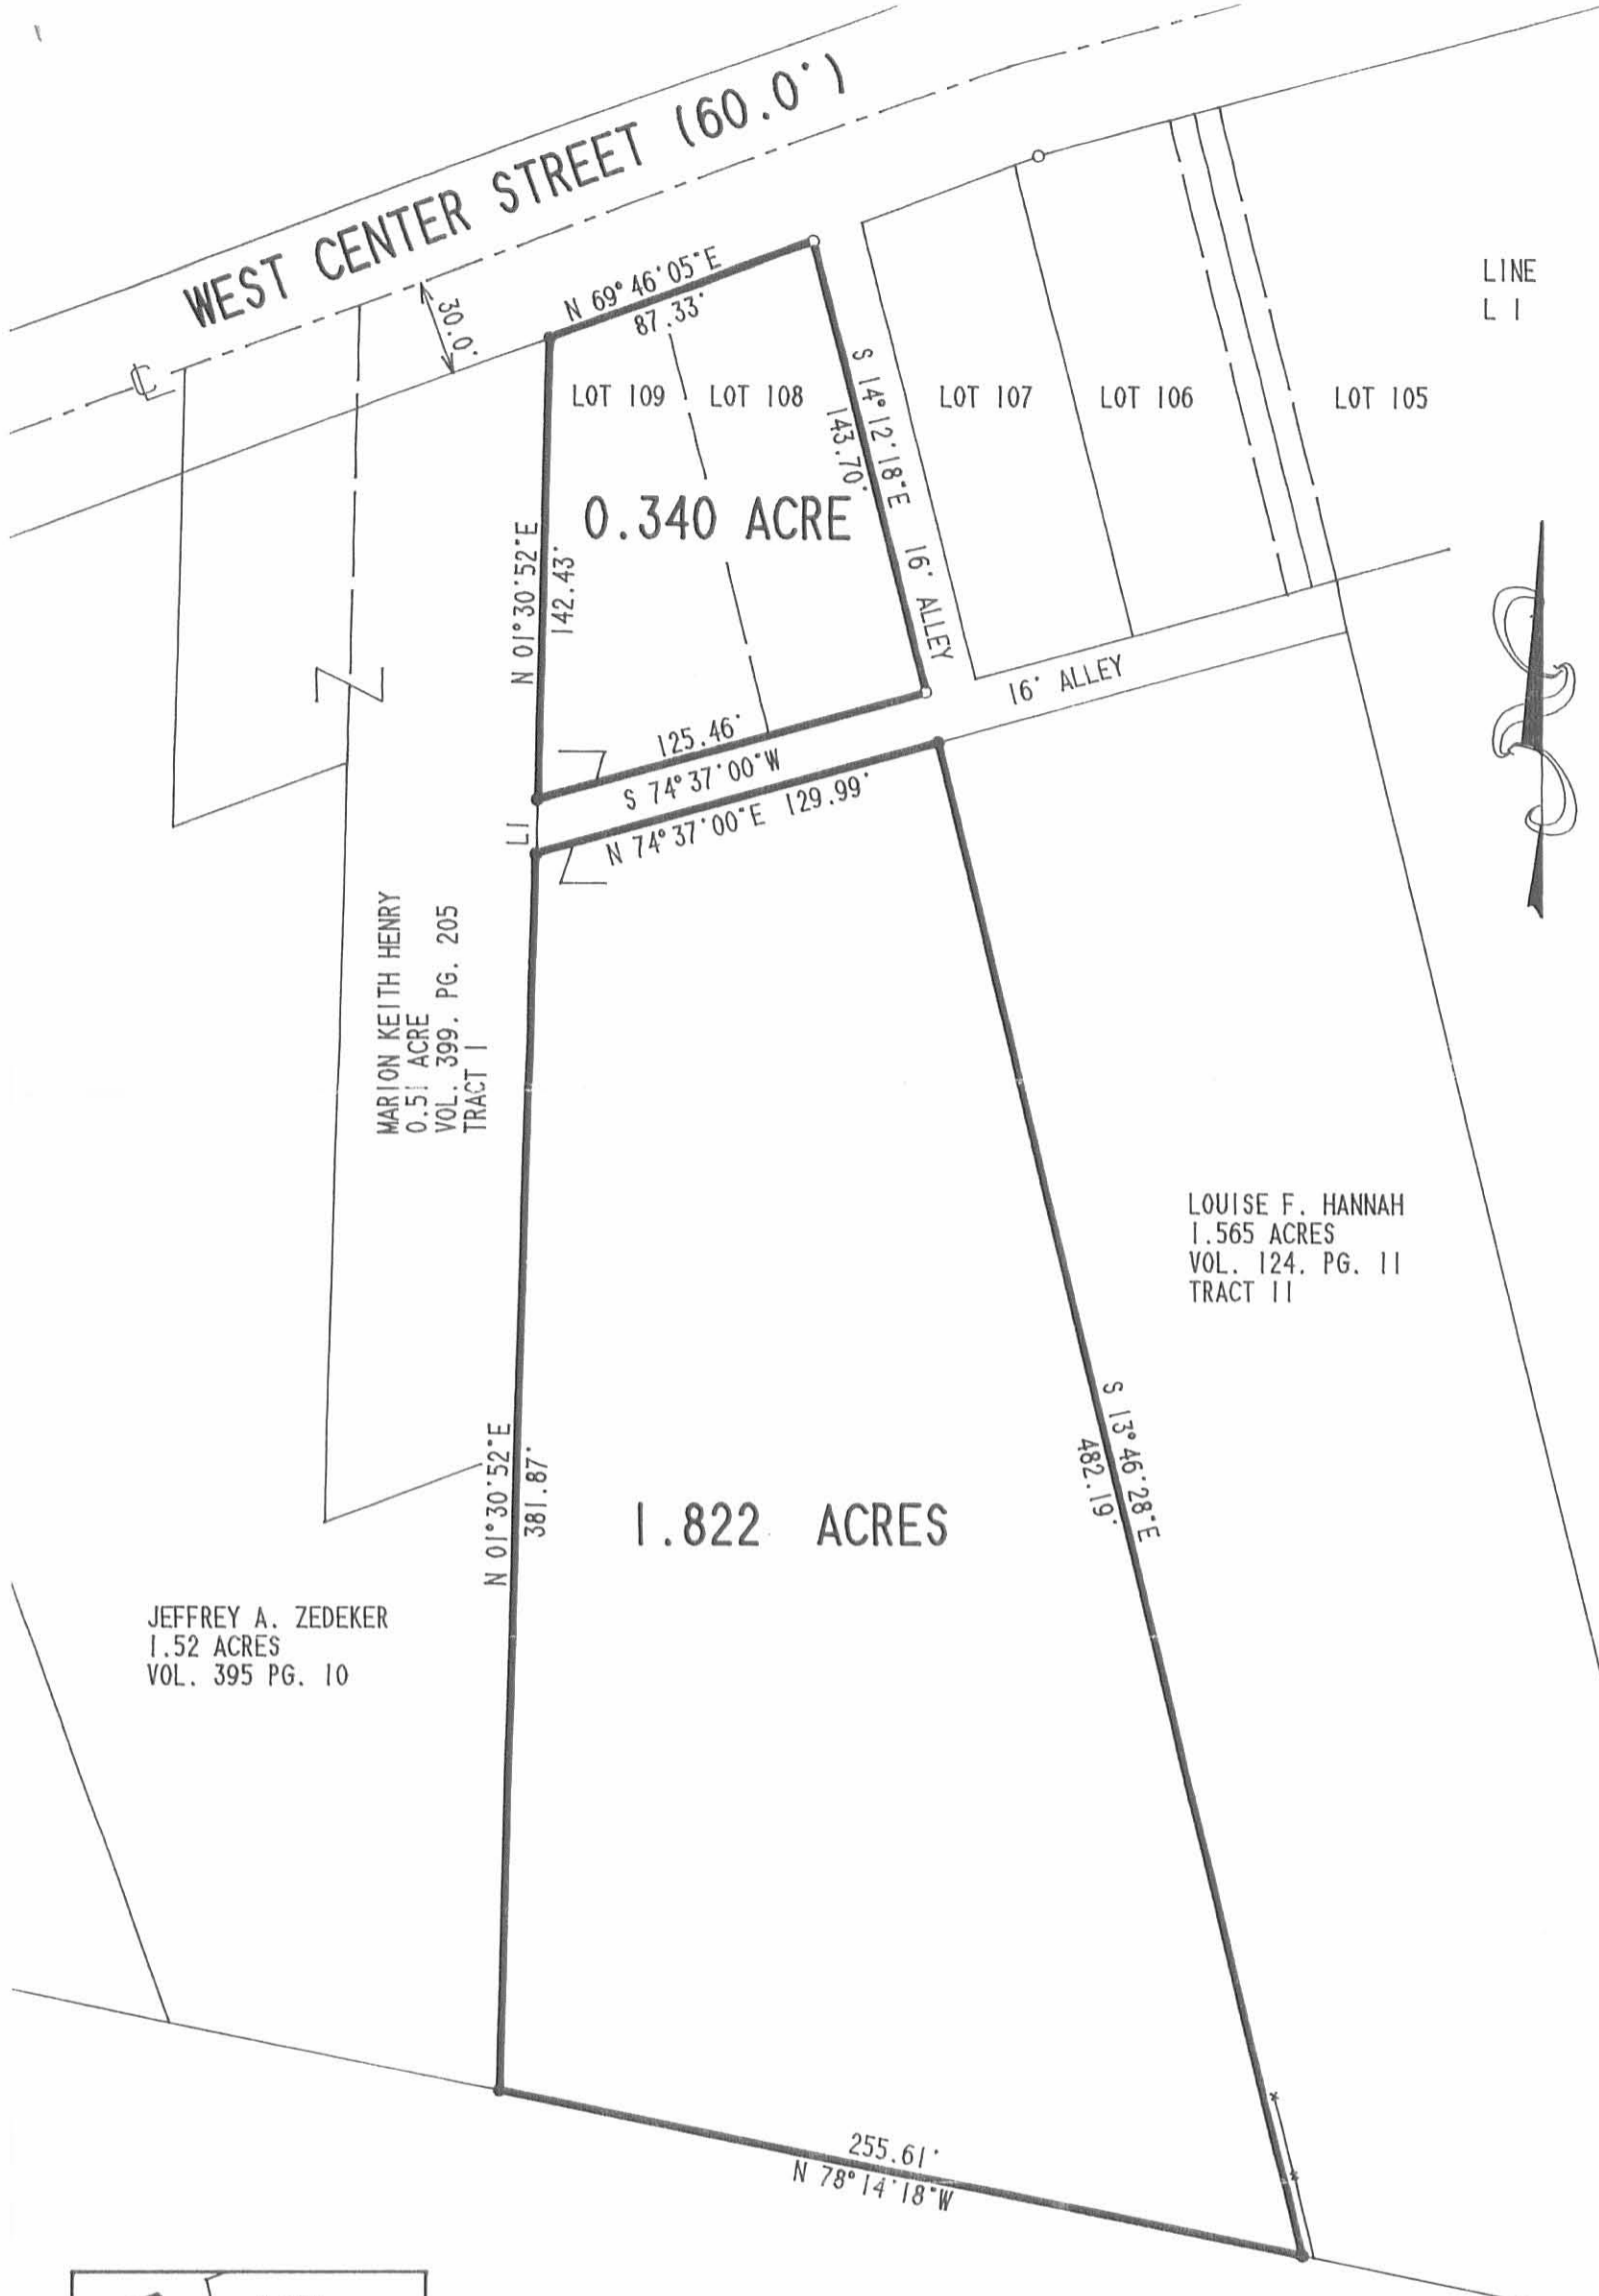 WEST CENTER STREET (60.0')
30.0'
N 69°46'05"E
87.33'
LINE
L 1
LOT 109
LOT 108
LOT 107
LOT 106
LOT 105
S 14°12'18"E
143.70'
16' ALLEY
0.340 ACRE
N 01°30'52"E
142.43'
16' ALLEY
125.46'
S 74°37'00"W
N 74°37'00"E 129.99'
L1
MARION KEITH HENRY
0.51 ACRE
VOL. 399. PG. 205
TRACT I
LOUISE F. HANNAH
1.565 ACRES
VOL. 124. PG. 11
TRACT II
S 13°46'28"E
482.19'
N 01°30'52"E
381.87'
1.822 ACRES
JEFFREY A. ZEDEKER
1.52 ACRES
VOL. 395 PG. 10
255.61'
N 78°14'18"W